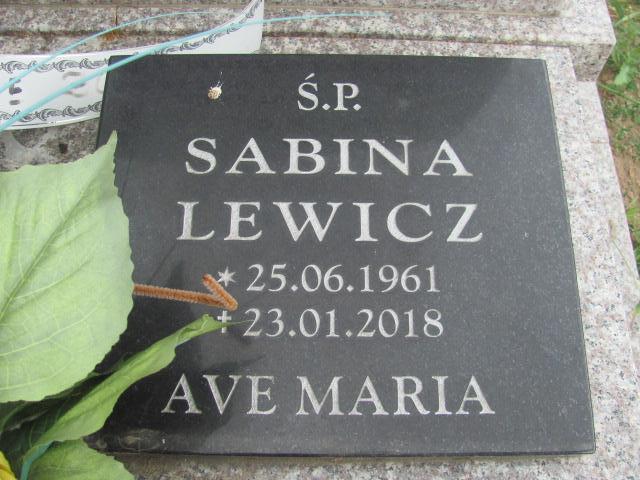 Ś.P.
SABINA
LEWICZ
* 25.06.1961
✝ 23.01.2018
AVE MARIA